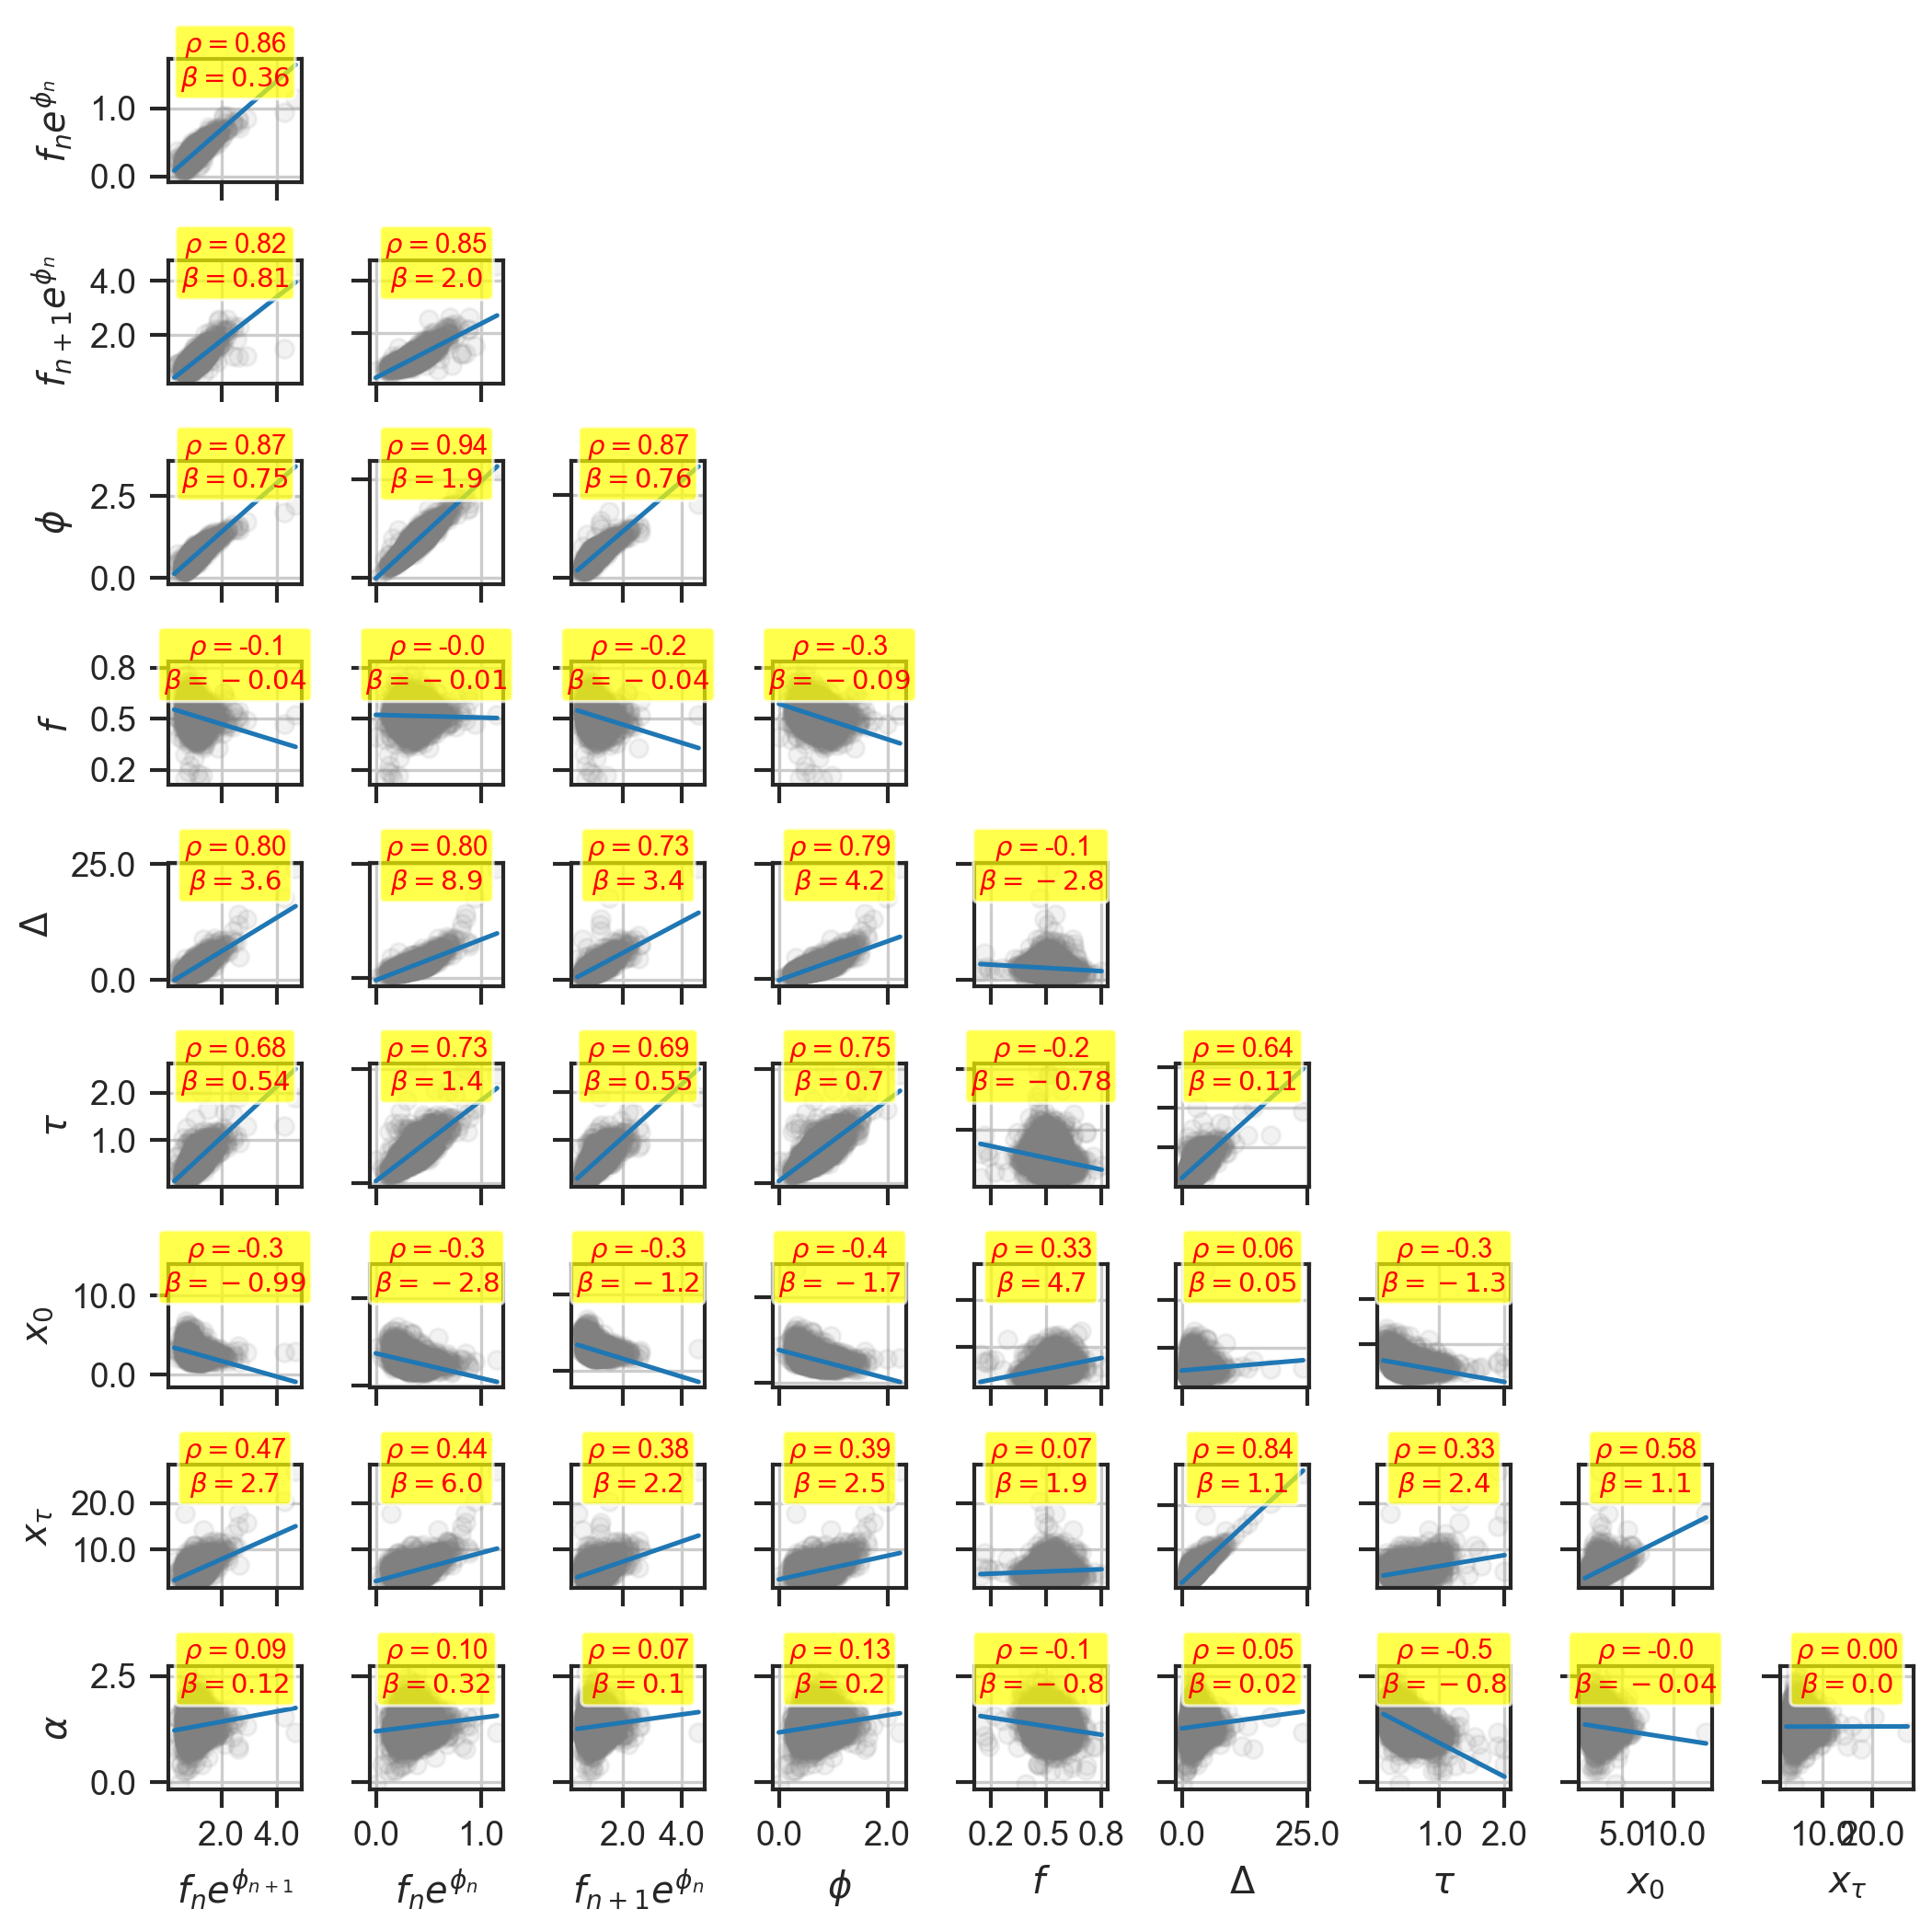 ρ = 0.86
β = 0.36
f_n e^{ϕ_n}
1.0
0.0
ρ = 0.82
β = 0.81
ρ = 0.85
β = 2.0
f_{n+1} e^{ϕ_n}
4.0
2.0
ρ = 0.87
β = 0.75
ρ = 0.94
β = 1.9
ρ = 0.87
β = 0.76
ϕ
2.5
0.0
ρ = -0.1
β = −0.04
ρ = -0.0
β = −0.01
ρ = -0.2
β = −0.04
ρ = -0.3
β = −0.09
f
0.8
0.5
0.2
ρ = 0.80
β = 3.6
ρ = 0.80
β = 8.9
ρ = 0.73
β = 3.4
ρ = 0.79
β = 4.2
ρ = -0.1
β = −2.8
Δ
25.0
0.0
ρ = 0.68
β = 0.54
ρ = 0.73
β = 1.4
ρ = 0.69
β = 0.55
ρ = 0.75
β = 0.7
ρ = -0.2
β = −0.78
ρ = 0.64
β = 0.11
τ
2.0
1.0
ρ = -0.3
β = −0.99
ρ = -0.3
β = −2.8
ρ = -0.3
β = −1.2
ρ = -0.4
β = −1.7
ρ = 0.33
β = 4.7
ρ = 0.06
β = 0.05
ρ = -0.3
β = −1.3
x_0
10.0
0.0
ρ = 0.47
β = 2.7
ρ = 0.44
β = 6.0
ρ = 0.38
β = 2.2
ρ = 0.39
β = 2.5
ρ = 0.07
β = 1.9
ρ = 0.84
β = 1.1
ρ = 0.33
β = 2.4
ρ = 0.58
β = 1.1
x_τ
20.0
10.0
ρ = 0.09
β = 0.12
ρ = 0.10
β = 0.32
ρ = 0.07
β = 0.1
ρ = 0.13
β = 0.2
ρ = -0.1
β = −0.8
ρ = 0.05
β = 0.02
ρ = -0.5
β = −0.8
ρ = -0.0
β = −0.04
ρ = 0.00
β = 0.0
α
2.5
0.0
2.0 4.0 0.0 1.0 2.0 4.0 0.0 2.0 0.2 0.5 0.8 0.0 25.0 1.0 2.0 5.0 10.0 10.0 20.0
f_n e^{ϕ_{n+1}} f_n e^{ϕ_n} f_{n+1} e^{ϕ_n} ϕ f Δ τ x_0 x_τ